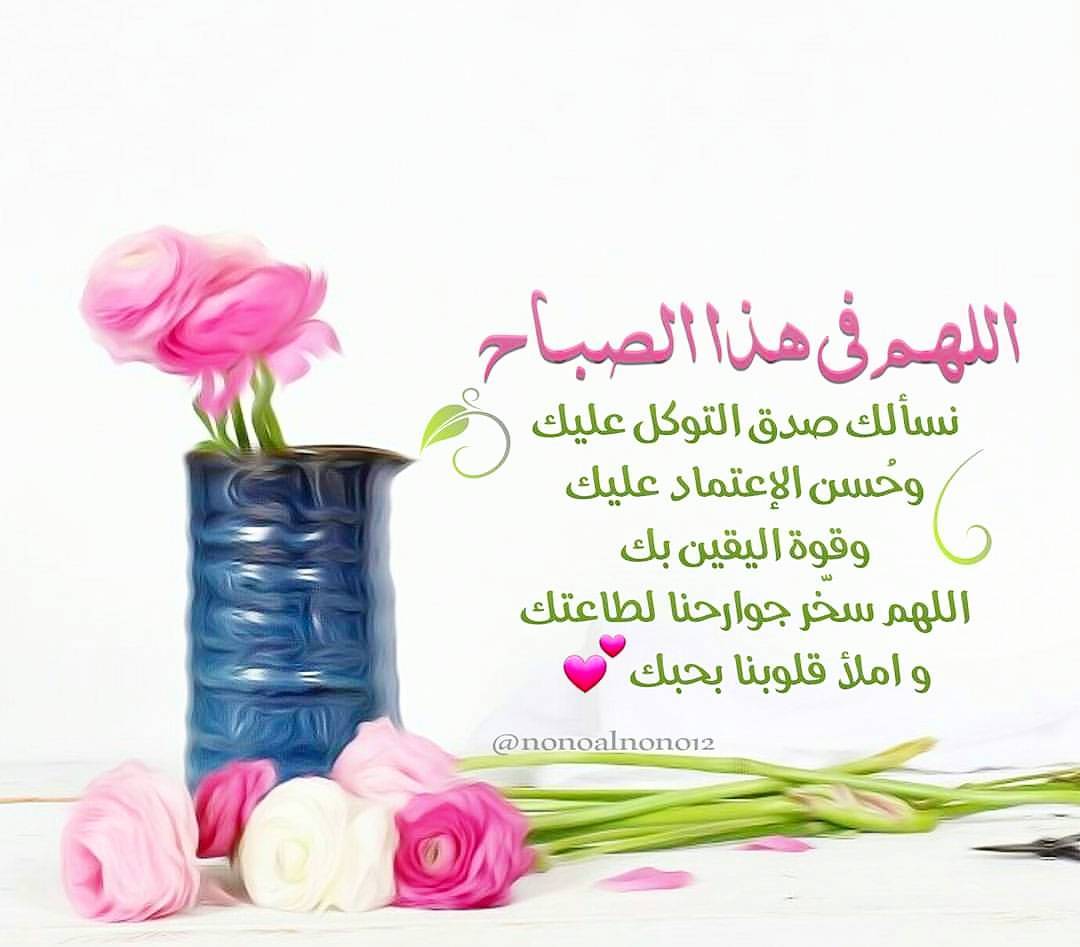 اللهم فى هذا الصباح
نسألك صدق التوكل عليك
وحُسن الإعتماد عليك
وقوة اليقين بك
اللهم سخّر جوارحنا لطاعتك
و املأ قلوبنا بحبك
@nonoalnono12